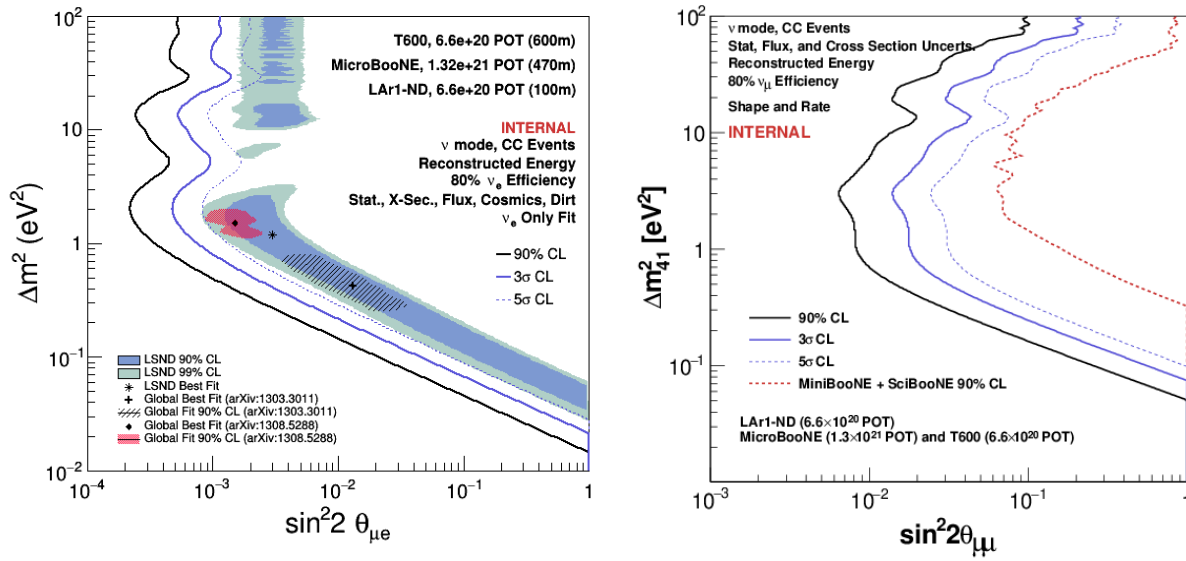 10²
10
1
10⁻¹
10⁻²
Δm² (eV²)
T600, 6.6e+20 POT (600m)
MicroBooNE, 1.32e+21 POT (470m)
LAr1-ND, 6.6e+20 POT (100m)
INTERNAL
ν mode, CC Events
Reconstructed Energy
80% νe Efficiency
Stat., X-Sec., Flux, Cosmics, Dirt
νe Only Fit
90% CL
3σ CL
5σ CL
LSND 90% CL
LSND 99% CL
LSND Best Fit
Global Best Fit (arXiv:1303.3011)
Global Fit 90% CL (arXiv:1303.3011)
Global Best Fit (arXiv:1308.5288)
Global Fit 90% CL (arXiv:1308.5288)
10⁻⁴ 10⁻³ 10⁻² 10⁻¹ 1
sin²2 θμe
10²
10
1
10⁻¹
Δm²41 [eV²]
ν mode, CC Events
Stat, Flux, and Cross Section Uncerts.
Reconstructed Energy
80% νμ Efficiency
Shape and Rate
INTERNAL
90% CL
3σ CL
5σ CL
MiniBooNE + SciBooNE 90% CL
LAr1-ND (6.6×10²⁰ POT)
MicroBooNE (1.3×10²¹ POT) and T600 (6.6×10²⁰ POT)
10⁻³ 10⁻² 10⁻¹ 1
sin²2θμμ